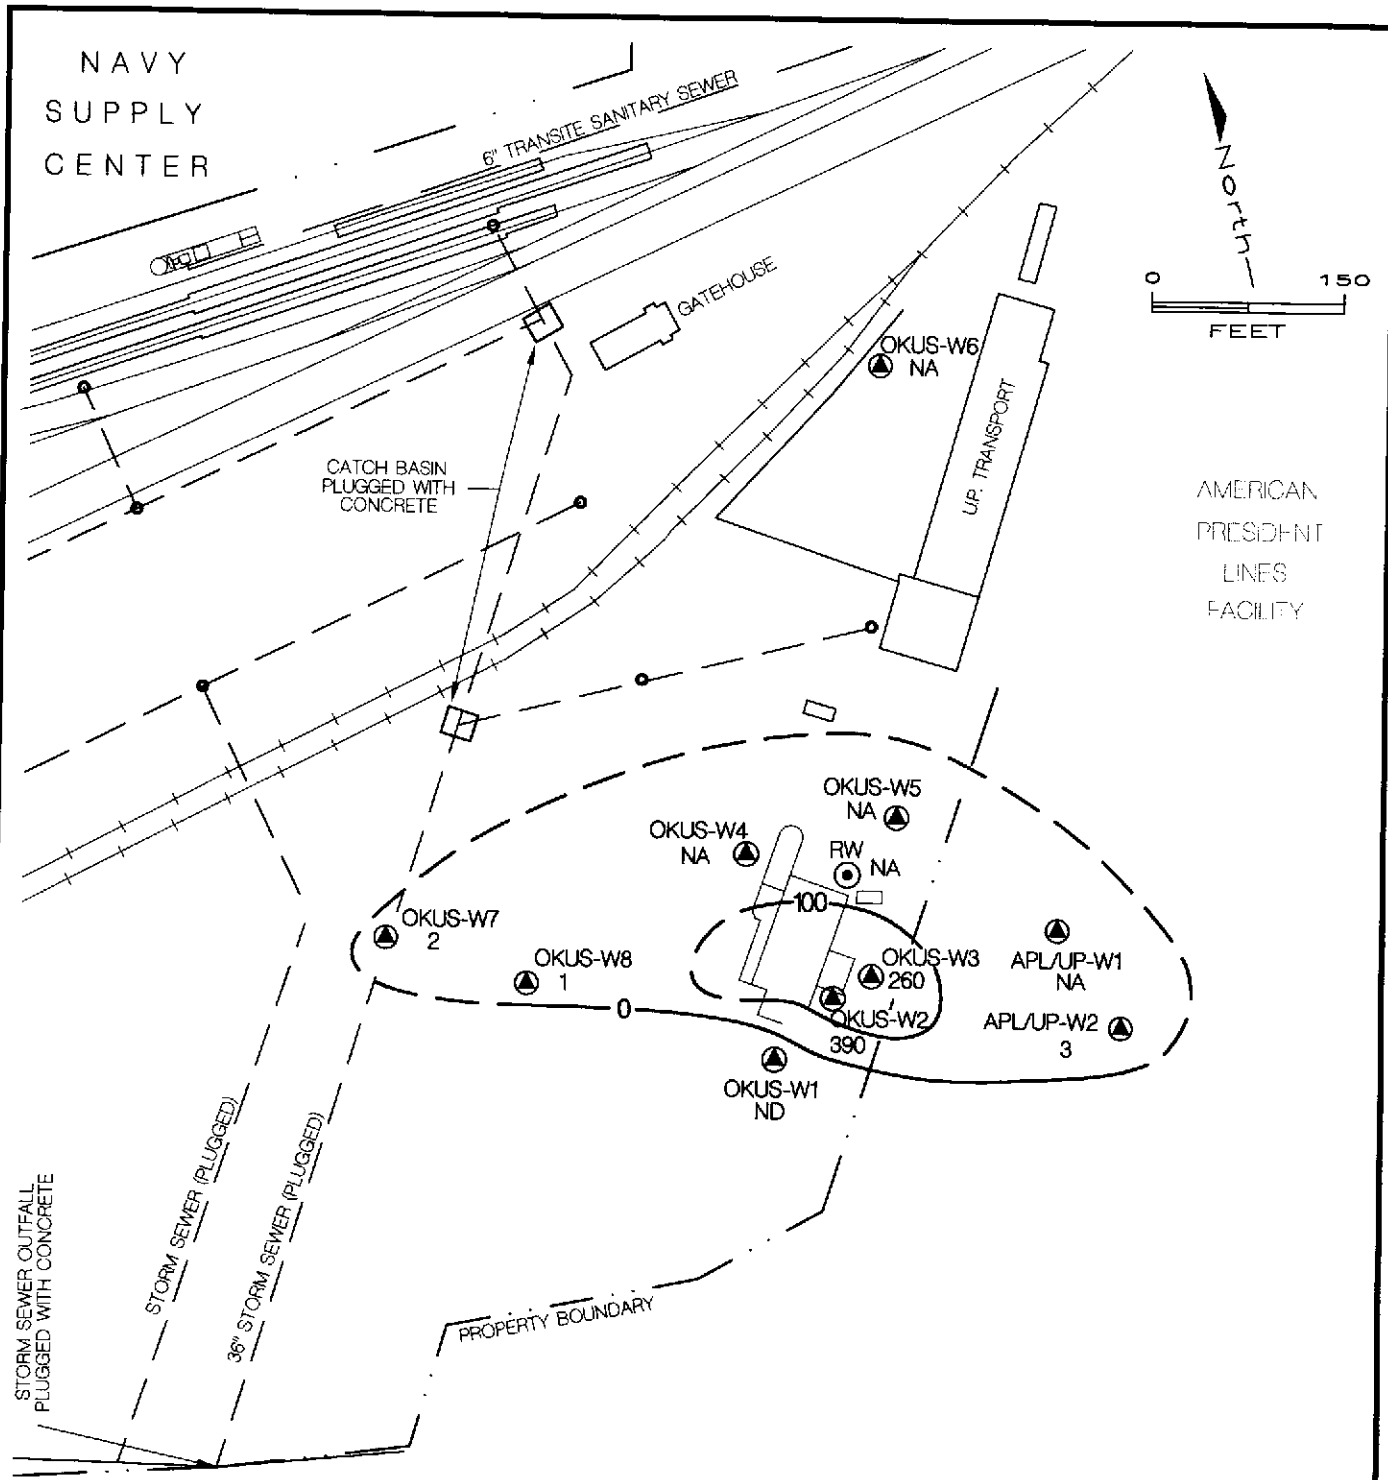 NAVY
SUPPLY
CENTER
6" TRANSITE SANITARY SEWER
North
0 150
FEET
GATEHOUSE
OKUS-W6
NA
U.P. TRANSPORT
CATCH BASIN
PLUGGED WITH
CONCRETE
AMERICAN
PRESIDENT
LINES
FACILITY
OKUS-W5
NA
OKUS-W4
NA
RW
NA
100
OKUS-W7
2
OKUS-W8
1
OKUS-W3
260
APL/UP-W1
NA
0
OKUS-W2
390
APL/UP-W2
3
OKUS-W1
ND
STORM SEWER (PLUGGED)
36" STORM SEWER (PLUGGED)
STORM SEWER OUTFALL
PLUGGED WITH CONCRETE
PROPERTY BOUNDARY